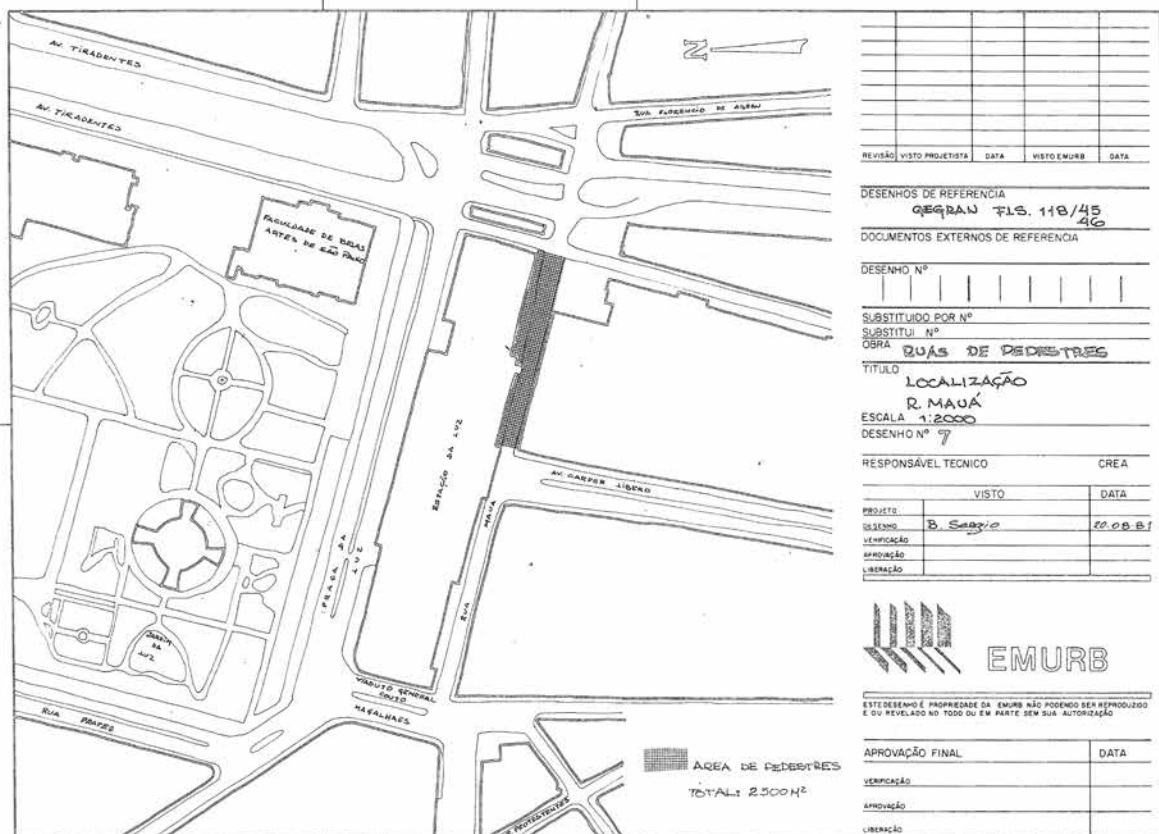 AV. TIRADENTES
AV. TIRADENTES
N
RUA FLORENCIO DE ABREU
FACULDADE DE BELAS
ARTES DE SÃO PAULO
ESTAÇÃO DA LUZ
AV. CASPER LIBERO
RUA MAUÁ
PRAÇA DA
LUZ
JARDIM
DA
LUZ
VIADUTO GENERAL
COUTO
MAGALHÃES
RUA PRATES
R. PROTESTANTES
AREA DE PEDESTRES
TOTAL: 2500 M²
REVISÃO VISTO PROJETISTA DATA VISTO EMURB DATA
DESENHOS DE REFERENCIA
GEGRAN FLS. 118/45
46
DOCUMENTOS EXTERNOS DE REFERENCIA
DESENHO Nº
SUBSTITUIDO POR Nº
SUBSTITUI Nº
OBRA RUAS DE PEDESTRES
TITULO
LOCALIZAÇÃO
R. MAUÁ
ESCALA 1:2000
DESENHO Nº 7
RESPONSÁVEL TECNICO CREA
VISTO DATA
PROJETO
DESENHO B. Sergio 20.08.81
VERIFICAÇÃO
APROVAÇÃO
LIBERAÇÃO
EMURB
ESTE DESENHO É PROPRIEDADE DA EMURB NÃO PODENDO SER REPRODUZIDO
E OU REVELADO NO TODO OU EM PARTE SEM SUA AUTORIZAÇÃO
APROVAÇÃO FINAL DATA
VERIFICAÇÃO
APROVAÇÃO
LIBERAÇÃO